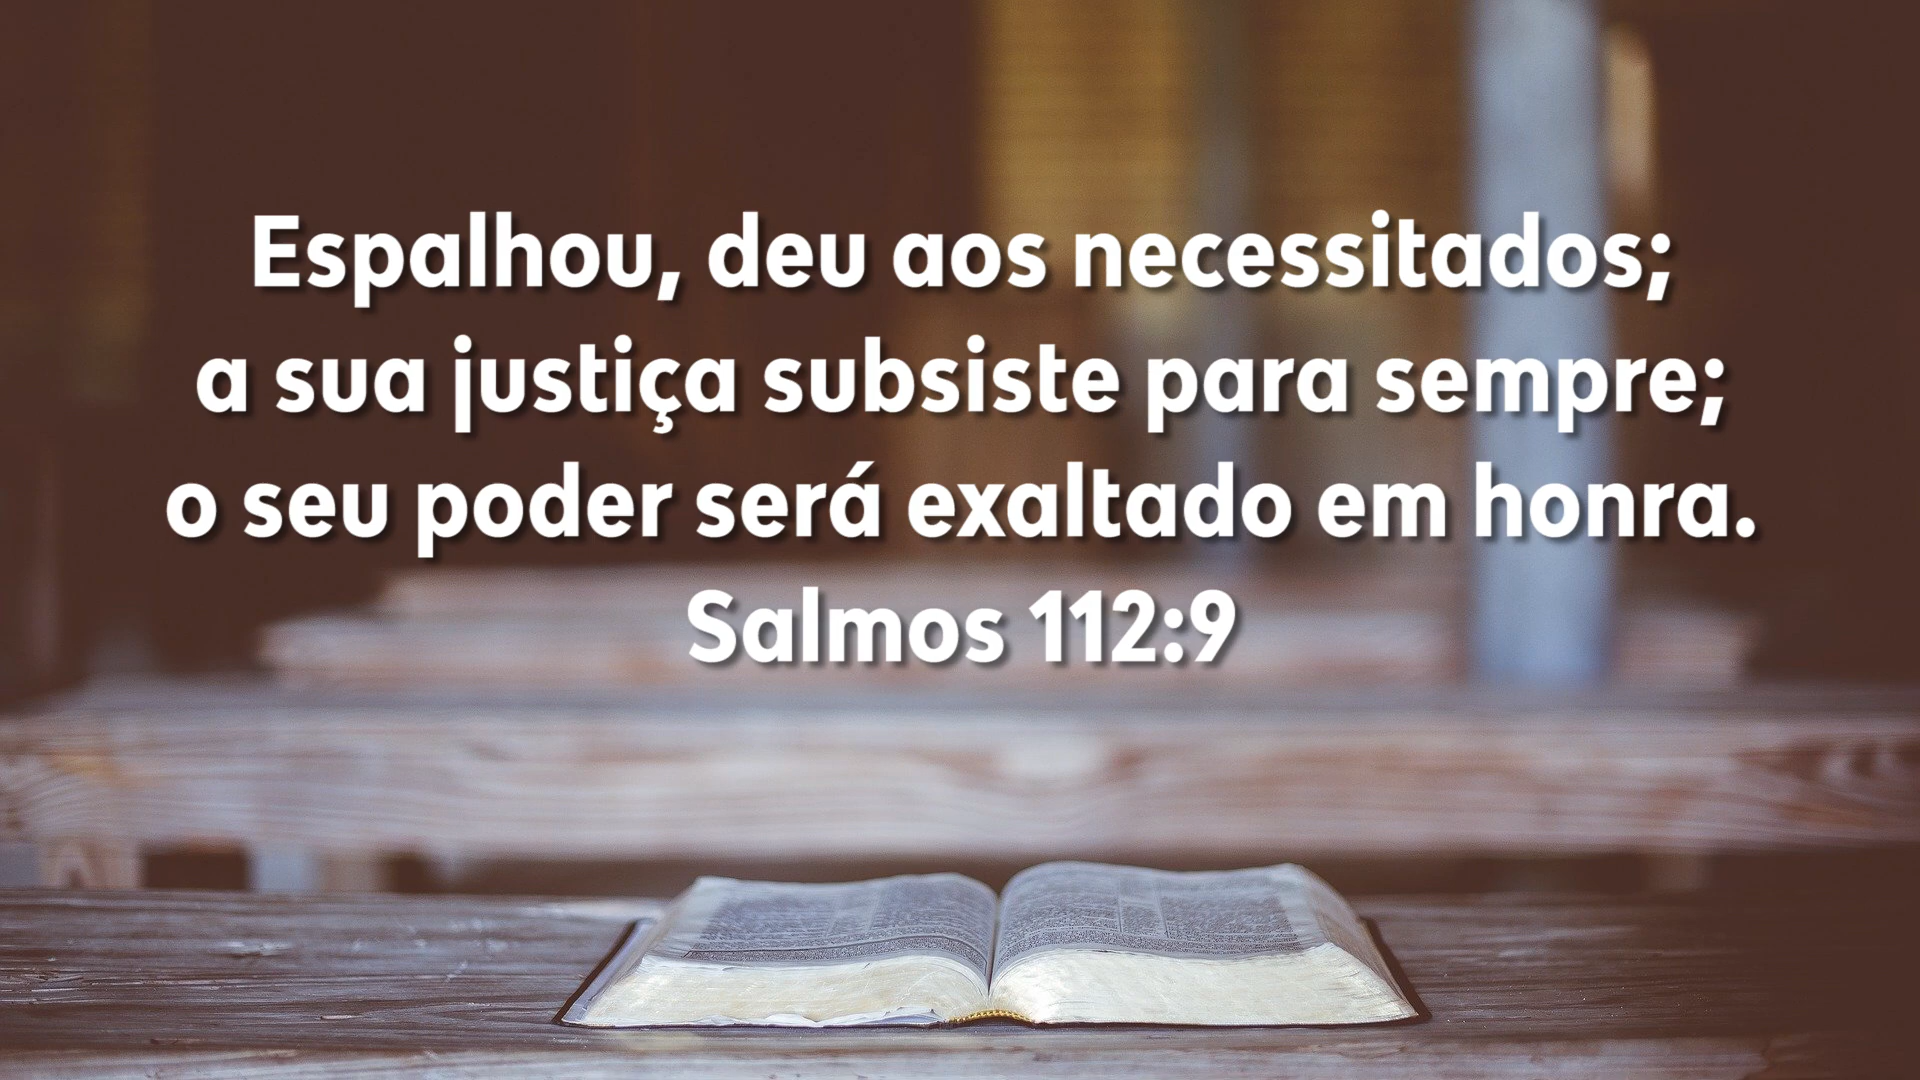 Espalhou, deu aos necessitados;
a sua justiça subsiste para sempre;
o seu poder será exaltado em honra.
Salmos 112:9